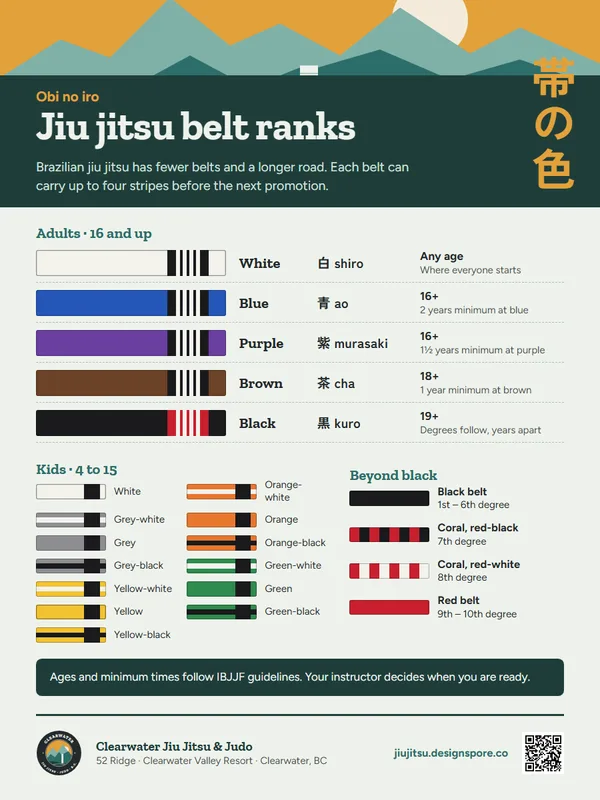 Obi no iro
Jiu jitsu belt ranks
Brazilian jiu jitsu has fewer belts and a longer road. Each belt can
carry up to four stripes before the next promotion.
帯の色
Adults · 16 and up
White 白 shiro Any age
Where everyone starts
Blue 青 ao 16+
2 years minimum at blue
Purple 紫 murasaki 16+
1½ years minimum at purple
Brown 茶 cha 18+
1 year minimum at brown
Black 黒 kuro 19+
Degrees follow, years apart
Kids · 4 to 15
White
Grey-white
Grey
Grey-black
Yellow-white
Yellow
Yellow-black
Orange-
white
Orange
Orange-black
Green-white
Green
Green-black
Beyond black
Black belt
1st – 6th degree
Coral, red-black
7th degree
Coral, red-white
8th degree
Red belt
9th – 10th degree
Ages and minimum times follow IBJJF guidelines. Your instructor decides when you are ready.
CLEARWATER
Clearwater Jiu Jitsu & Judo
52 Ridge · Clearwater Valley Resort · Clearwater, BC
jiujitsu.designspore.co